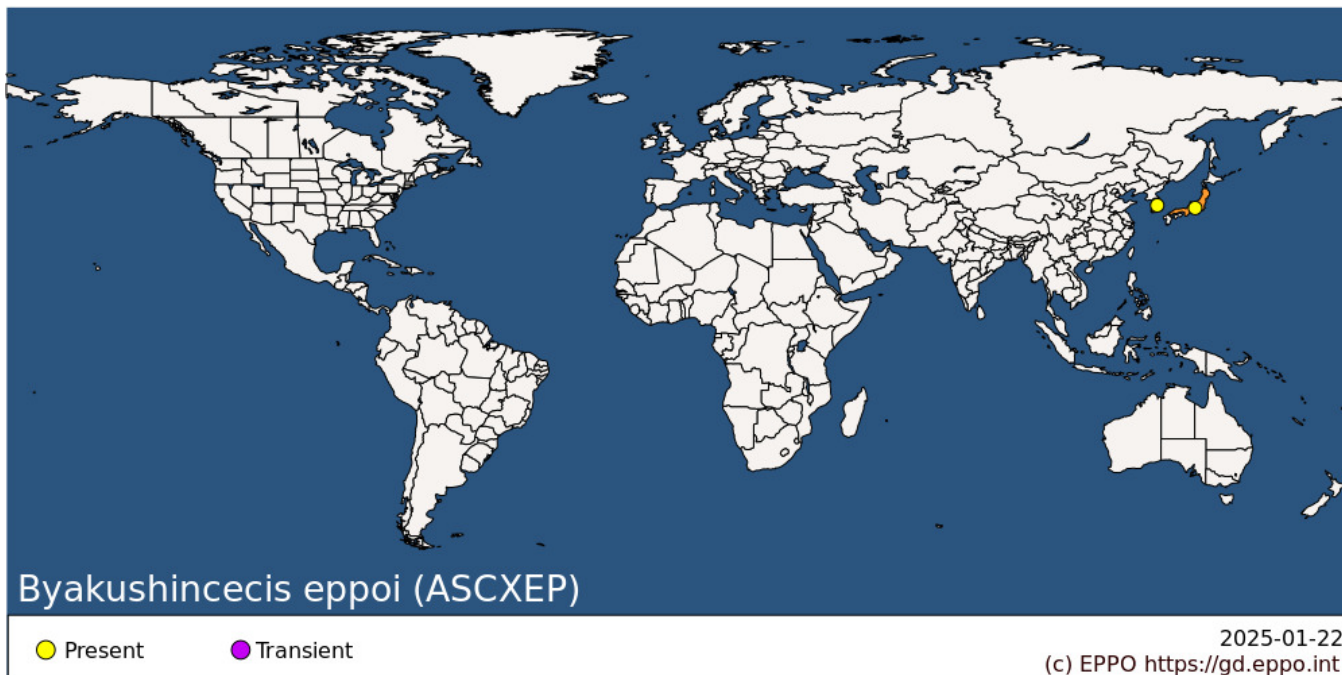 Byakushincecis eppoi (ASCXEP)
Present
Transient
2025-01-22
(c) EPPO https://gd.eppo.int